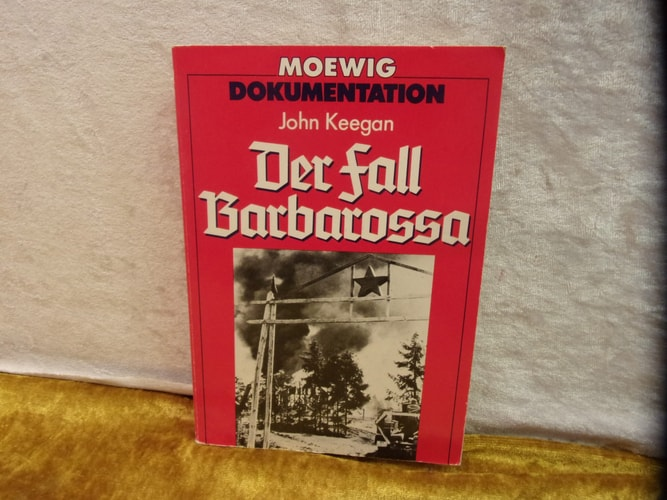 MOEWIG
DOKUMENTATION
John Keegan
Der Fall
Barbarossa